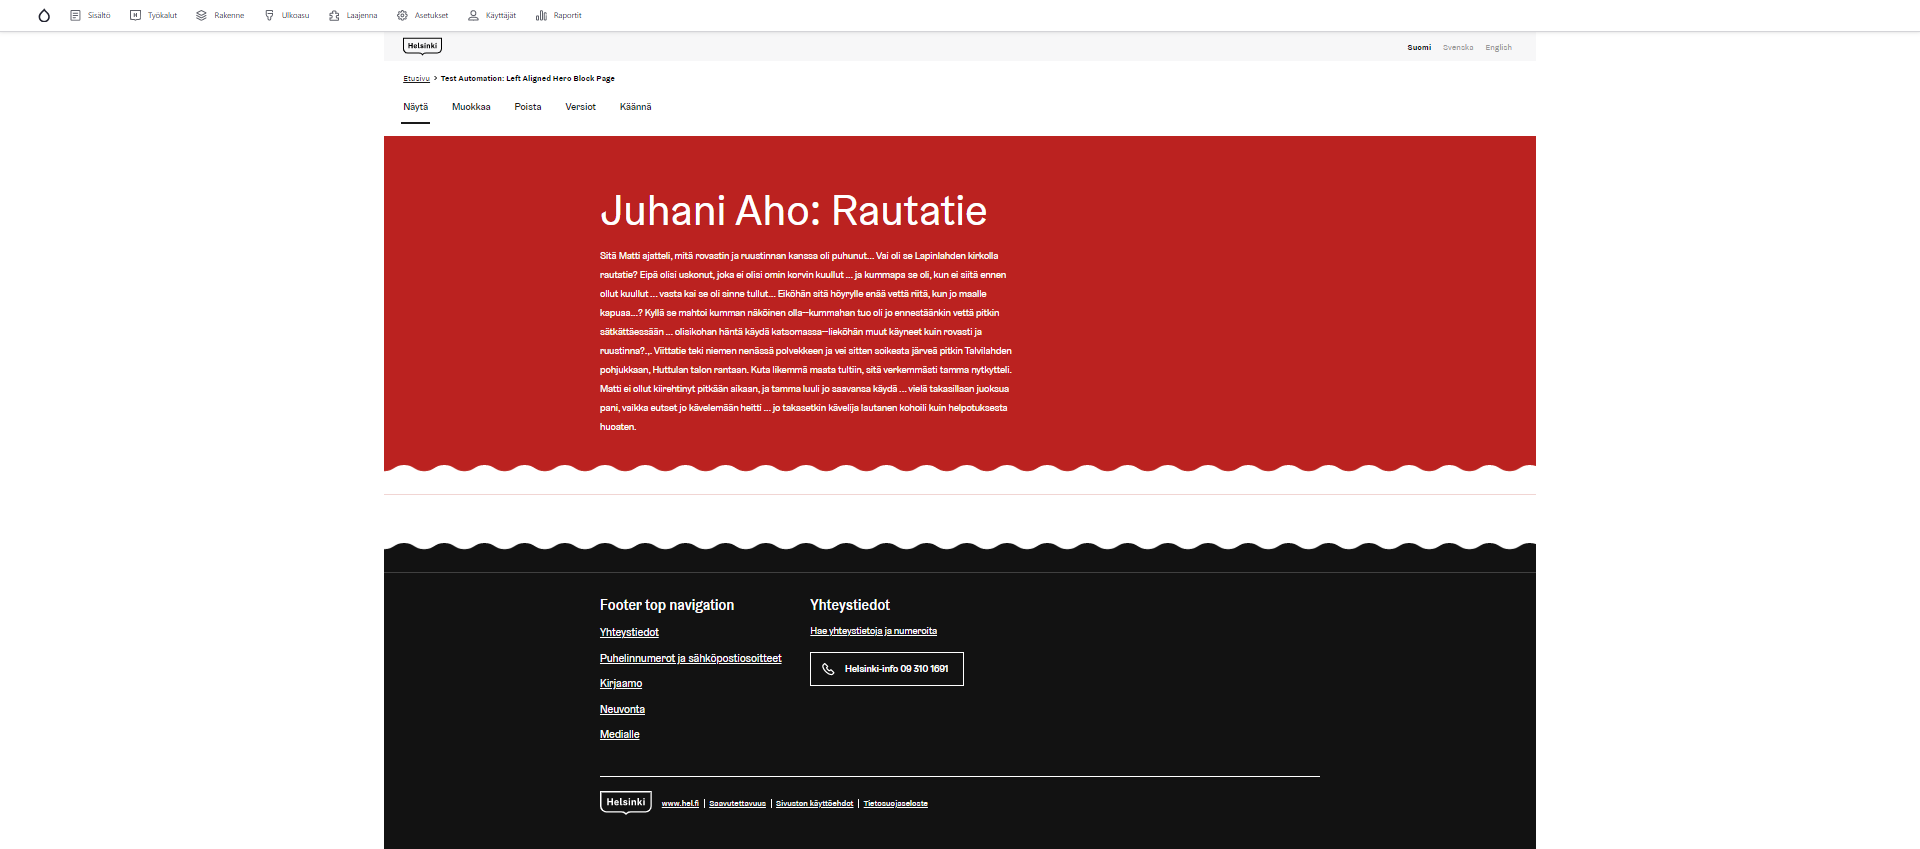 Sisältö Työkalut Rakenne Ulkoasu Laajenna Asetukset Käyttäjät Raportit
Helsinki
Suomi Svenska English
Etusivu > Test Automation: Left Aligned Hero Block Page
Näytä Muokkaa Poista Versiot Käännä
Juhani Aho: Rautatie
Sitä Matti ajatteli, mitä rovastin ja ruustinnan kanssa oli puhunut... Vai oli se Lapinlahden kirkolla
rautatie? Eipä olisi uskonut, joka ei olisi omin korvin kuullut ... ja kummapa se oli, kun ei siitä ennen
ollut kuullut ... vasta kai se oli sinne tullut... Eiköhän sitä höyrylle enää vettä riitä, kun jo maalle
kapuaa...? Kyllä se mahtoi kumman näköinen olla—kummahan tuo oli jo ennestäänkin vettä pitkin
sätkättäessään ... olisikohan häntä käydä katsomassa—lieköhän muut käyneet kuin rovasti ja
ruustinna?.,. Viittatie teki niemen nenässä polvekkeen ja vei sitten soikeata järveä pitkin Talvilahden
pohjukkaan, Huttulan talon rantaan. Kuta likemmä maata tultiin, sitä verkemmästi tamma nytkytteli.
Matti ei ollut kiirehtinyt pitkään aikaan, ja tamma luuli jo saavansa käydä ... vielä takasillaan juoksua
pani, vaikka eutset jo kävelemään heitti ... jo takasetkin kävelijä lautanen kohoili kuin helpotuksesta
huoaten.
Footer top navigation
Yhteystiedot
Puhelinnumerot ja sähköpostiosoitteet
Kirjaamo
Neuvonta
Medialle
Yhteystiedot
Hae yhteystietoja ja numeroita
Helsinki-info 09 310 1691
Helsinki www.hel.fi | Saavutettavuus | Sivuston käyttöehdot | Tietosuojaseloste